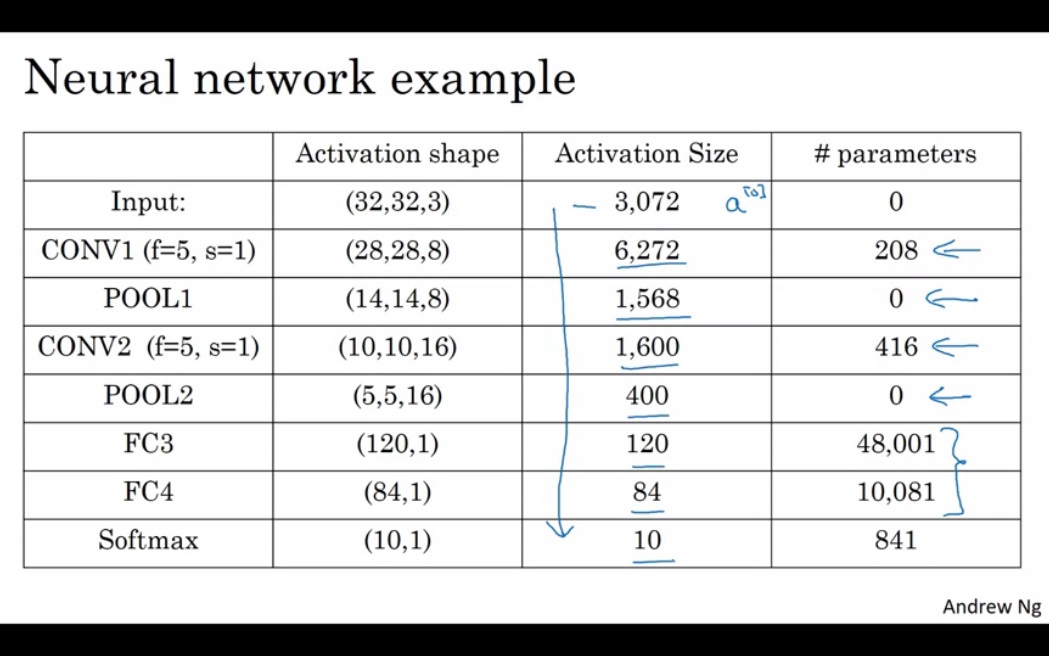 Neural network example
Activation shape Activation Size # parameters
Input: (32,32,3) – 3,072 a[0] 0
CONV1 (f=5, s=1) (28,28,8) 6,272 208 ←
POOL1 (14,14,8) 1,568 0 ←
CONV2 (f=5, s=1) (10,10,16) 1,600 416 ←
POOL2 (5,5,16) 400 0 ←
FC3 (120,1) 120 48,001 }
FC4 (84,1) 84 10,081
Softmax (10,1) 10 841
Andrew Ng